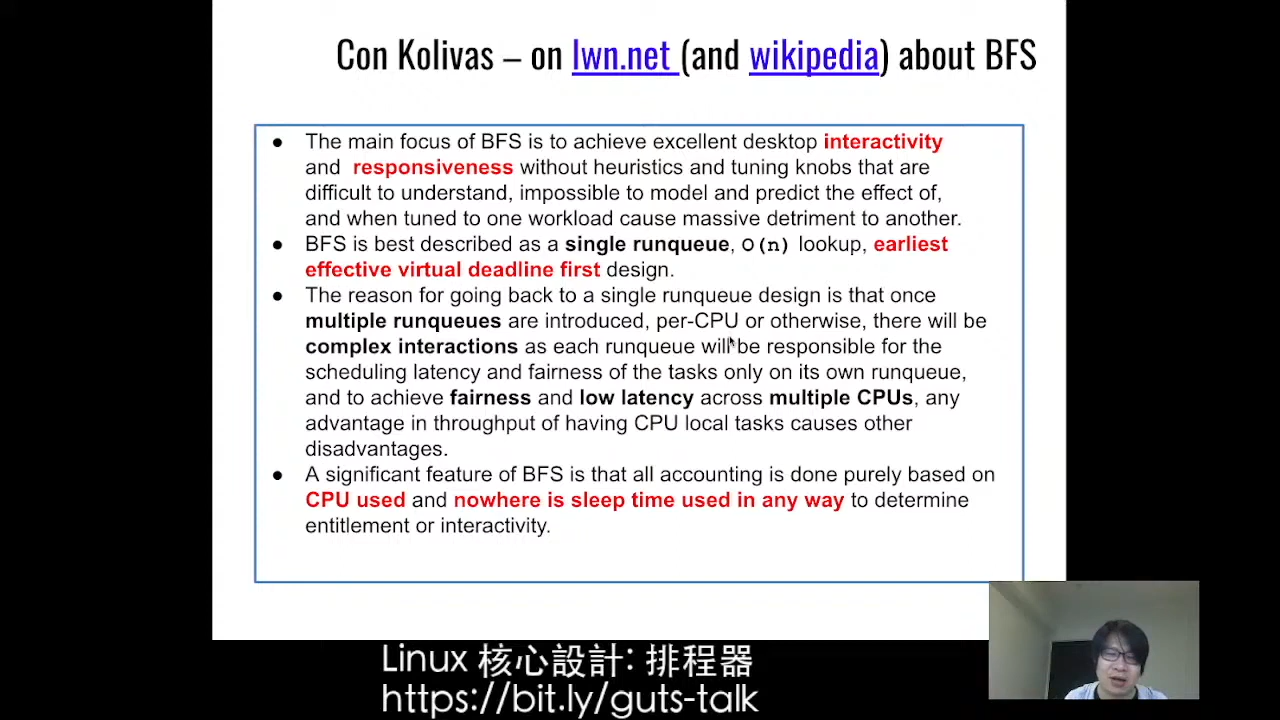 Con Kolivas – on lwn.net (and wikipedia) about BFS
● The main focus of BFS is to achieve excellent desktop interactivity
and responsiveness without heuristics and tuning knobs that are
difficult to understand, impossible to model and predict the effect of,
and when tuned to one workload cause massive detriment to another.
● BFS is best described as a single runqueue, O(n) lookup, earliest
effective virtual deadline first design.
● The reason for going back to a single runqueue design is that once
multiple runqueues are introduced, per-CPU or otherwise, there will be
complex interactions as each runqueue will be responsible for the
scheduling latency and fairness of the tasks only on its own runqueue,
and to achieve fairness and low latency across multiple CPUs, any
advantage in throughput of having CPU local tasks causes other
disadvantages.
● A significant feature of BFS is that all accounting is done purely based on
CPU used and nowhere is sleep time used in any way to determine
entitlement or interactivity.
Linux 核心設計: 排程器
https://bit.ly/guts-talk